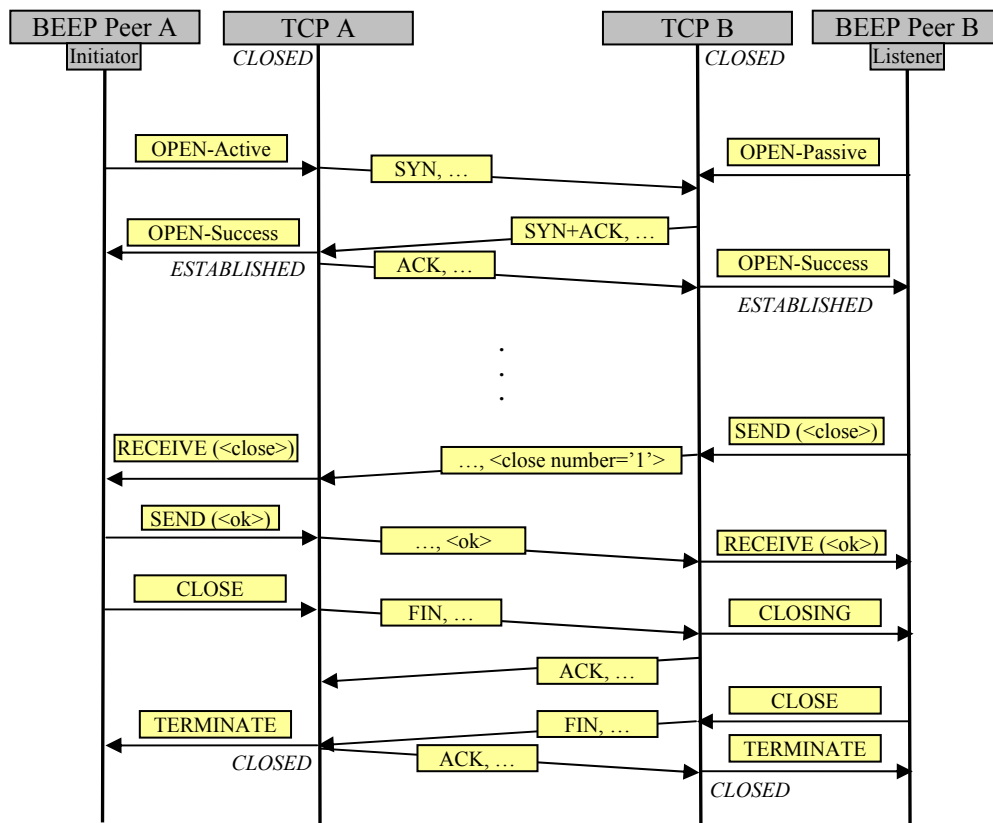 BEEP Peer A
TCP A
TCP B
BEEP Peer B
Initiator
CLOSED
CLOSED
Listener
OPEN-Active
OPEN-Passive
SYN, …
OPEN-Success
SYN+ACK, …
ESTABLISHED
ACK, …
OPEN-Success
ESTABLISHED
.
.
.
SEND (<close>)
RECEIVE (<close>)
…, <close number=’1’>
SEND (<ok>)
…, <ok>
RECEIVE (<ok>)
CLOSE
FIN, …
CLOSING
ACK, …
CLOSE
TERMINATE
FIN, …
TERMINATE
CLOSED
ACK, …
CLOSED